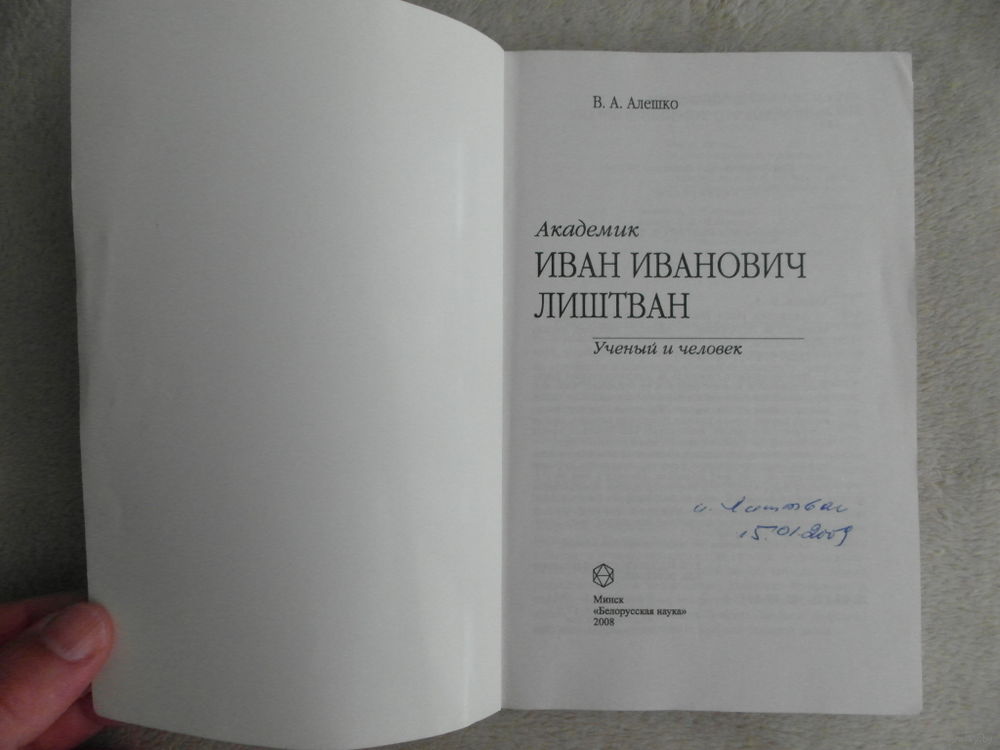 В. А. Алешко
Академик
ИВАН ИВАНОВИЧ
ЛИШТВАН
Ученый и человек
и. Лиштван
15.01.2009
Минск
«Белорусская наука»
2008